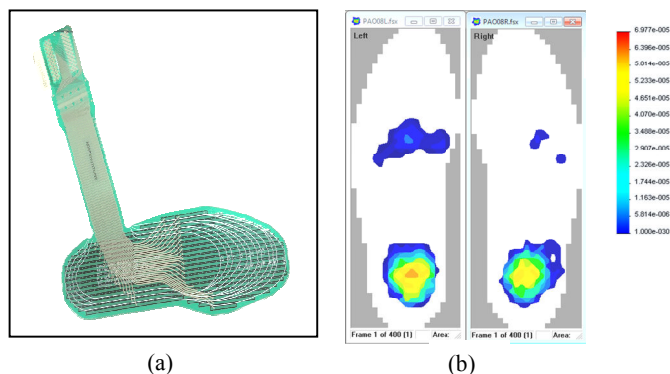 PAO08L.fsx
PAO08R.fsx
Left
Right
6.977e-005
6.395e-005
5.814e-005
5.232e-005
4.651e-005
4.070e-005
3.488e-005
2.907e-005
2.326e-005
1.744e-005
1.163e-005
5.814e-006
1.000e-030
Frame 1 of 400 (1)
Area:
Frame 1 of 400 (1)
Area:
(a)
(b)